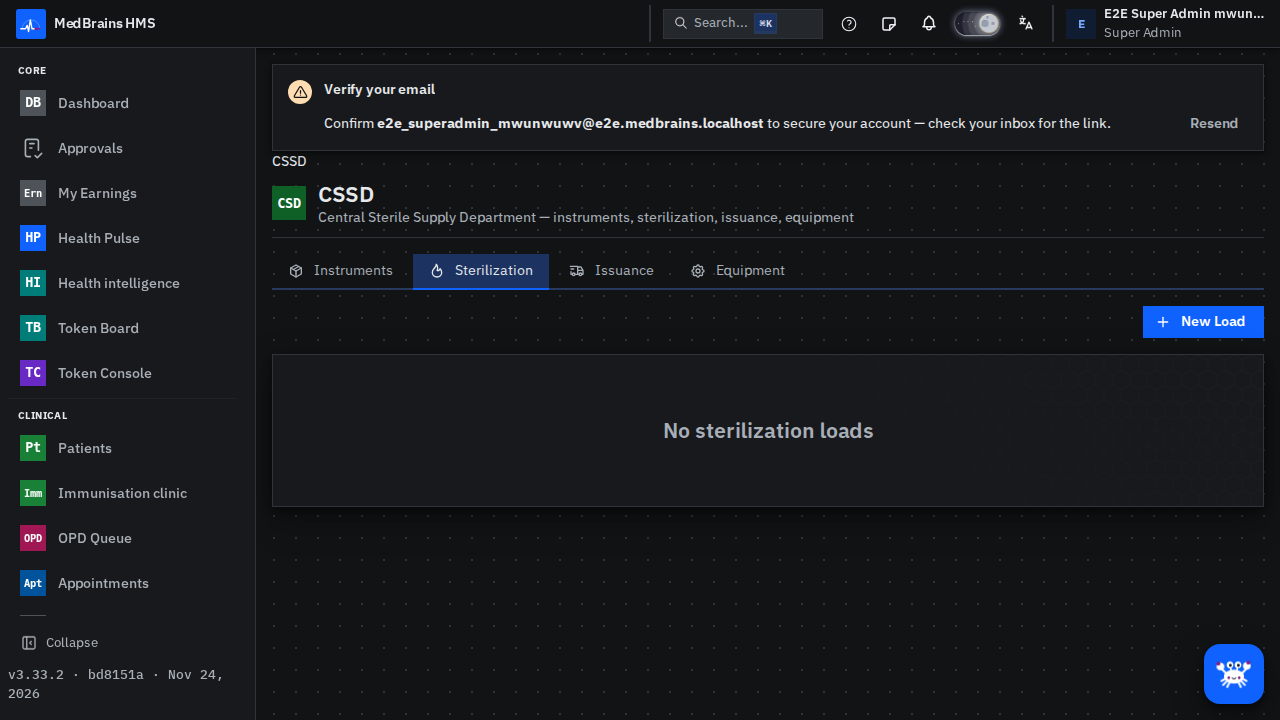 MedBrains HMS
Search... ⌘K
E
E2E Super Admin mwun...
Super Admin
CORE
DB Dashboard
Approvals
Ern My Earnings
HP Health Pulse
HI Health intelligence
TB Token Board
TC Token Console
CLINICAL
Pt Patients
Imm Immunisation clinic
OPD OPD Queue
Apt Appointments
Collapse
v3.33.2 · bd8151a · Nov 24,
2026
Verify your email
Confirm e2e_superadmin_mwunwuwv@e2e.medbrains.localhost to secure your account — check your inbox for the link.
Resend
CSSD
CSD CSSD
Central Sterile Supply Department — instruments, sterilization, issuance, equipment
Instruments Sterilization Issuance Equipment
New Load
No sterilization loads